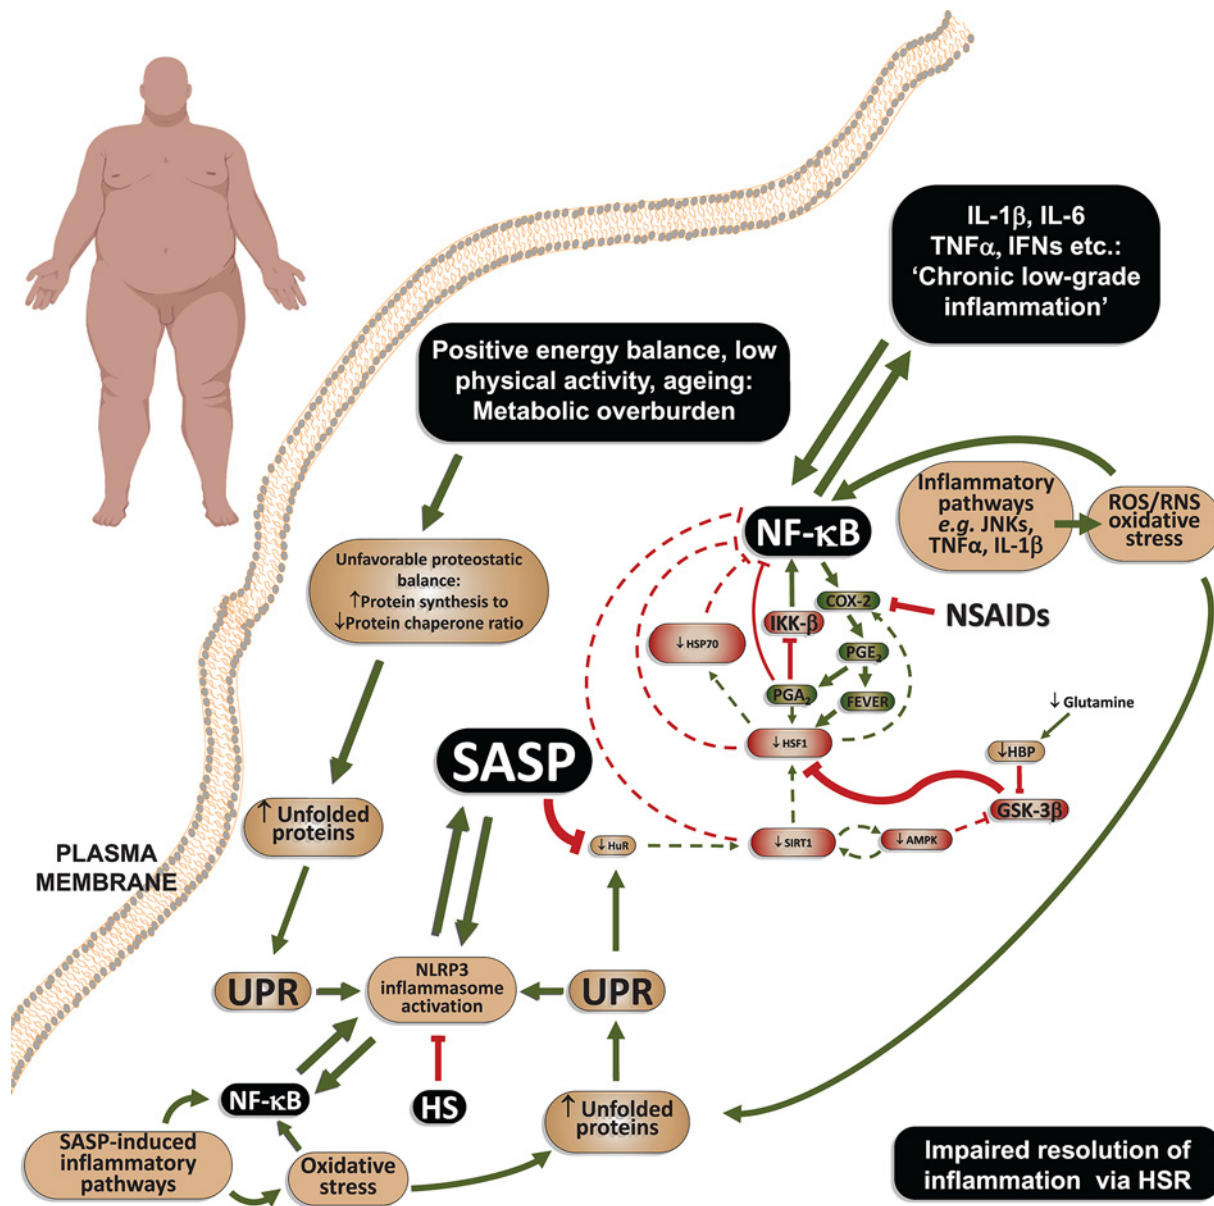 IL-1β, IL-6
TNFα, IFNs etc.:
‘Chronic low-grade
inflammation’
Positive energy balance, low
physical activity, ageing:
Metabolic overburden
Inflammatory
pathways
e.g. JNKs,
TNFα, IL-1β
ROS/RNS
oxidative
stress
NF-κB
Unfavorable proteostatic
balance:
↑Protein synthesis to
↓Protein chaperone ratio
COX-2
NSAIDs
IKK-β
↓HSP70
PGE2
PGA2
FEVER
↓Glutamine
↓HSF1
↓HBP
SASP
GSK-3β
↑ Unfolded
proteins
↓HuR
↓SIRT1
↓AMPK
PLASMA
MEMBRANE
UPR
NLRP3
inflammasome
activation
UPR
NF-κB
HS
↑ Unfolded
proteins
SASP-induced
inflammatory
pathways
Oxidative
stress
Impaired resolution of
inflammation via HSR